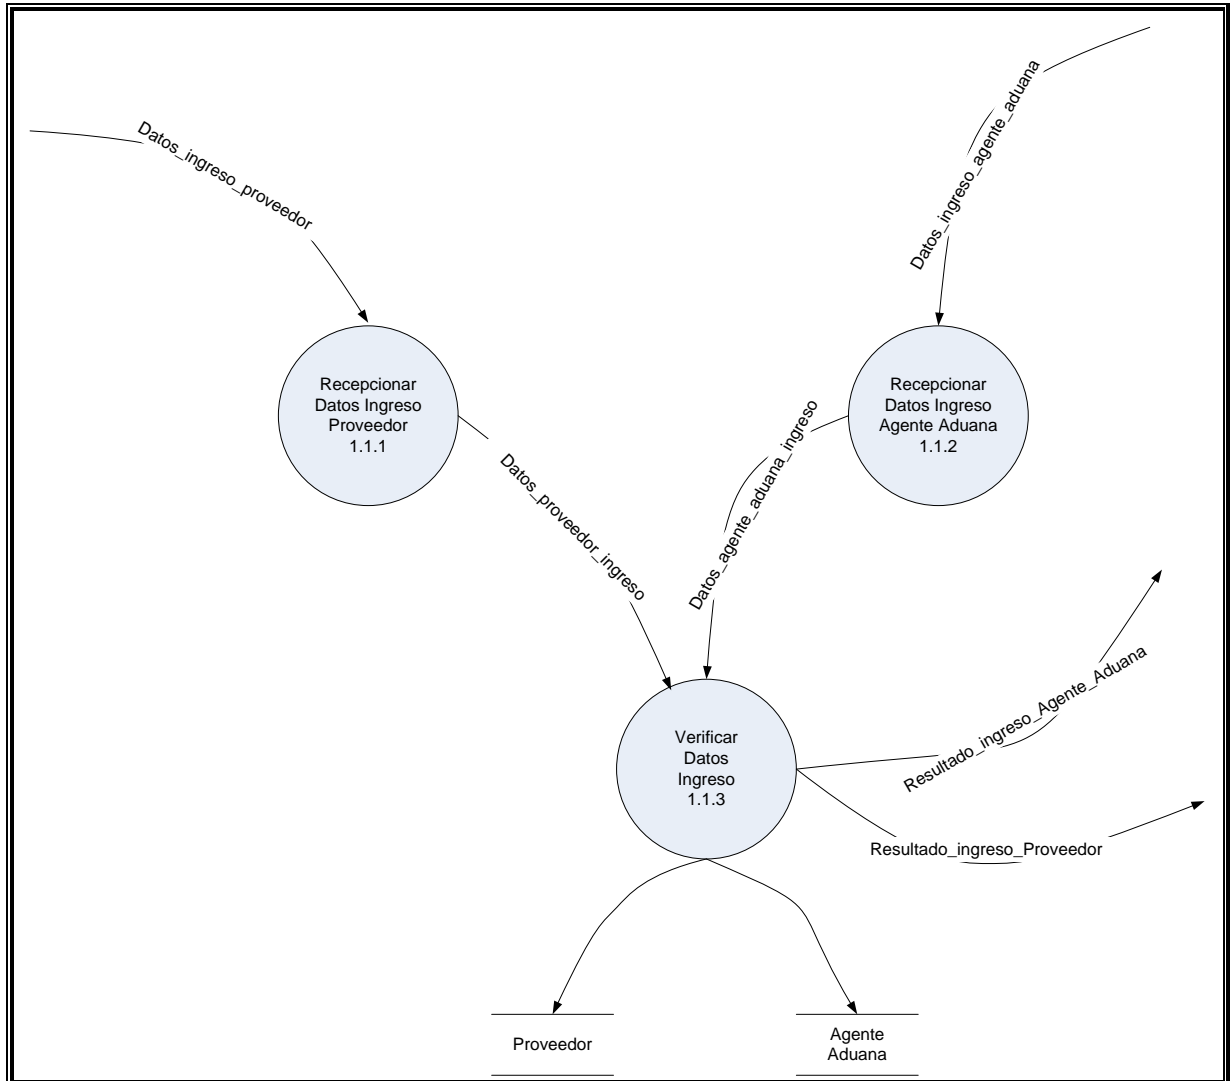 Datos_ingreso_proveedor
Datos_ingreso_agente_aduana
Recepcionar
Datos Ingreso
Proveedor
1.1.1
Recepcionar
Datos Ingreso
Agente Aduana
1.1.2
Datos_proveedor_ingreso
Datos_agente_aduana_ingreso
Verificar
Datos
Ingreso
1.1.3
Resultado_ingreso_Agente_Aduana
Resultado_ingreso_Proveedor
Proveedor
Agente
Aduana